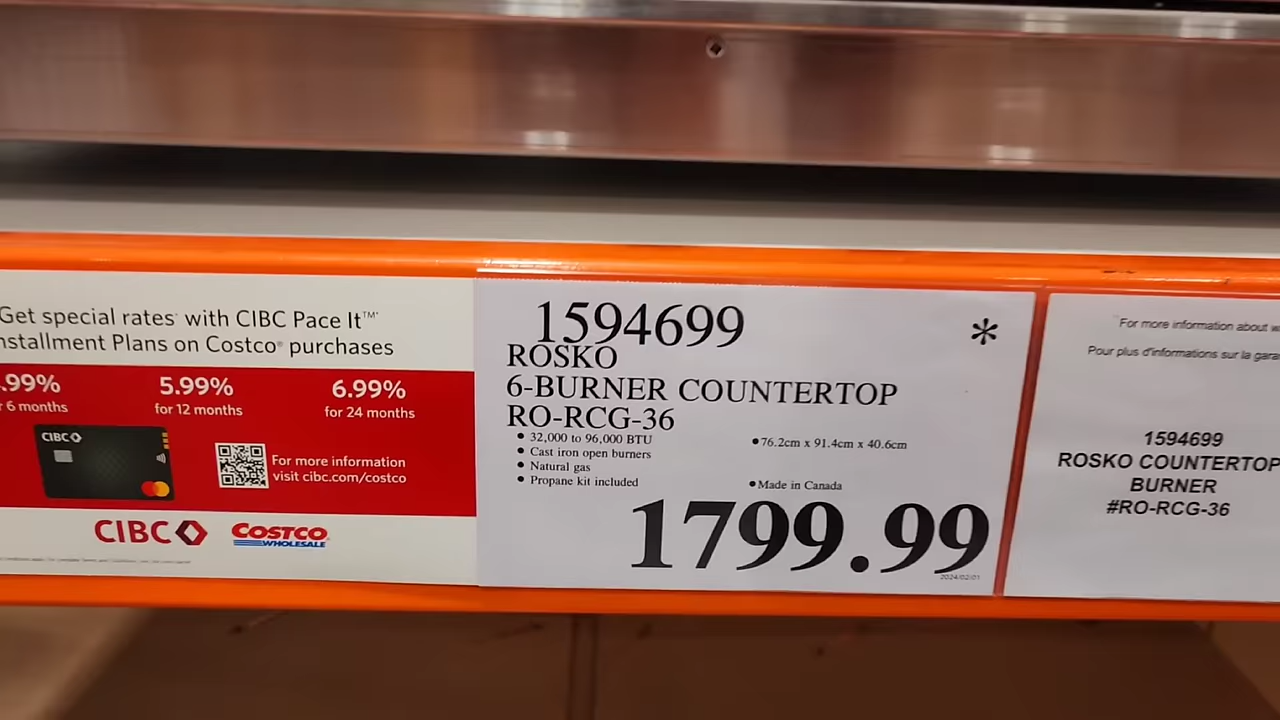 Get special rates* with CIBC Pace It™*
nstallment Plans on Costco® purchases
.99%
6 months
5.99%
for 12 months
6.99%
for 24 months
CIBC
For more information
visit cibc.com/costco
CIBC
COSTCO
WHOLESALE
1594699
*
ROSKO
6-BURNER COUNTERTOP
RO-RCG-36
• 32,000 to 96,000 BTU
• Cast iron open burners
• Natural gas
• Propane kit included
• 76.2cm x 91.4cm x 40.6cm
• Made in Canada
1799.99
2024/02/01
For more information about w
Pour plus d'informations sur la gara
1594699
ROSKO COUNTERTOP
BURNER
#RO-RCG-36